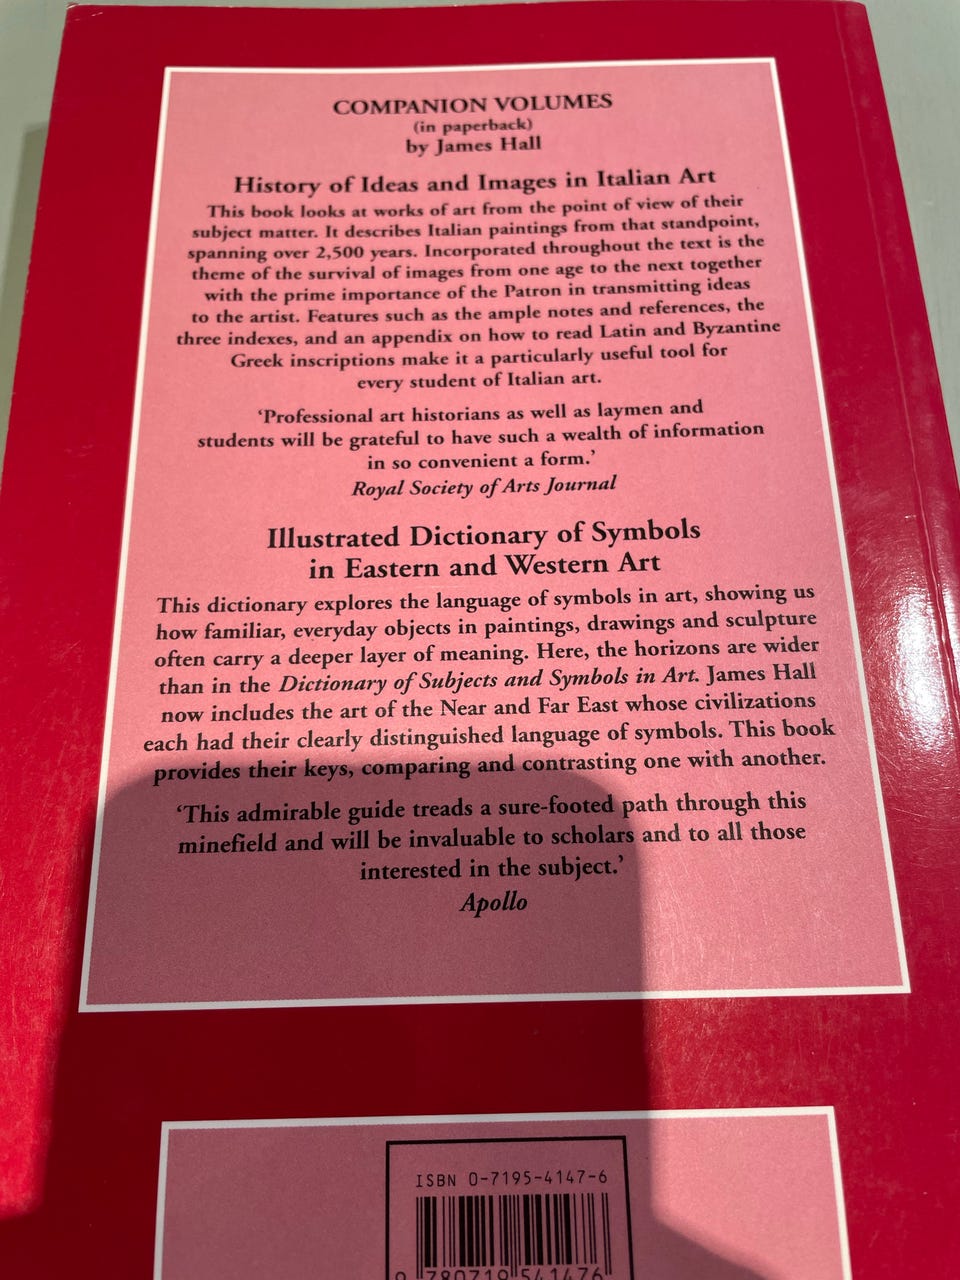 COMPANION VOLUMES
(in paperback)
by James Hall
History of Ideas and Images in Italian Art
This book looks at works of art from the point of view of their
subject matter. It describes Italian paintings from that standpoint,
spanning over 2,500 years. Incorporated throughout the text is the
theme of the survival of images from one age to the next together
with the prime importance of the Patron in transmitting ideas
to the artist. Features such as the ample notes and references, the
three indexes, and an appendix on how to read Latin and Byzantine
Greek inscriptions make it a particularly useful tool for
every student of Italian art.
‘Professional art historians as well as laymen and
students will be grateful to have such a wealth of information
in so convenient a form.’
Royal Society of Arts Journal
Illustrated Dictionary of Symbols
in Eastern and Western Art
This dictionary explores the language of symbols in art, showing us
how familiar, everyday objects in paintings, drawings and sculpture
often carry a deeper layer of meaning. Here, the horizons are wider
than in the Dictionary of Subjects and Symbols in Art. James Hall
now includes the art of the Near and Far East whose civilizations
each had their clearly distinguished language of symbols. This book
provides their keys, comparing and contrasting one with another.
‘This admirable guide treads a sure-footed path through this
minefield and will be invaluable to scholars and to all those
interested in the subject.’
Apollo
ISBN 0-7195-4147-6
9 780719 541476